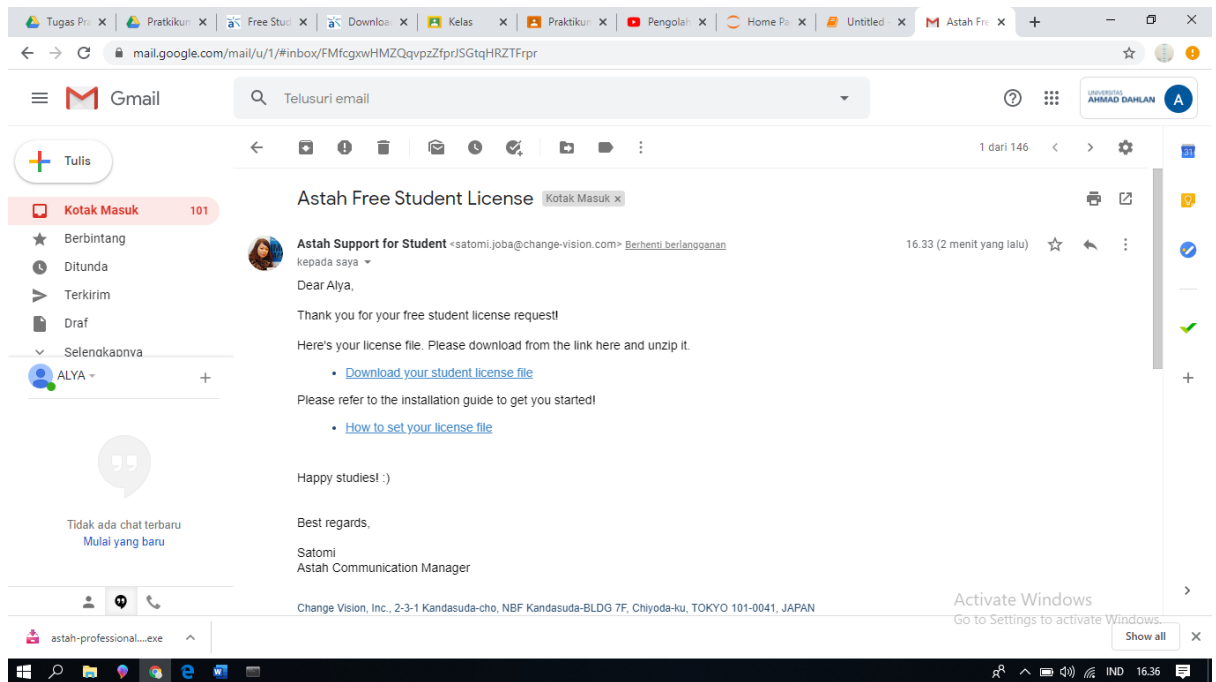 Tugas Pra
Pratkikun
Free Stud
Downloa
Kelas
Praktikun
Pengolah
Home Pa
Untitled -
Astah Fre
mail.google.com/mail/u/1/#inbox/FMfcgxwHMZQqvpzZfprJSGtqHRZTFrpr
Gmail
Telusuri email
UNIVERSITAS
AHMAD DAHLAN
A
Tulis
1 dari 146
31
Kotak Masuk 101
Berbintang
Ditunda
Terkirim
Draf
Selengkapnya
ALYA
Tidak ada chat terbaru
Mulai yang baru
Astah Free Student License Kotak Masuk x
Astah Support for Student <satomi.joba@change-vision.com> Berhenti berlangganan 16.33 (2 menit yang lalu)
kepada saya
Dear Alya,
Thank you for your free student license request!
Here's your license file. Please download from the link here and unzip it.
• Download your student license file
Please refer to the installation guide to get you started!
• How to set your license file
Happy studies! :)
Best regards,
Satomi
Astah Communication Manager
Change Vision, Inc., 2-3-1 Kandasuda-cho, NBF Kandasuda-BLDG 7F, Chiyoda-ku, TOKYO 101-0041, JAPAN
Activate Windows
Go to Settings to activate Windows.
astah-professional....exe
Show all
IND 16.36